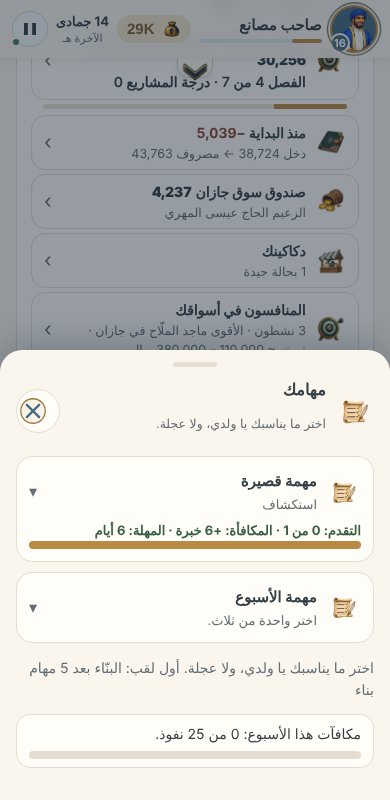 صاحب مصانع
16
29K
14 جمادى
الآخرة هـ
30,256
الفصل 4 من 7 · درجة المشاريع 0
منذ البداية −5,039
دخل 38,724 ← مصروف 43,763
صندوق سوق جازان 4,237
الزعيم الحاج عيسى المهري
دكاكينك
1 بحالة جيدة
المنافسون في أسواقك
3 نشطون · الأقوى ماجد الملّاح في جازان ·
مهامك
اختر ما يناسبك يا ولدي، ولا عجلة.
مهمة قصيرة
استكشاف
التقدم: 0 من 1 · المكافأة: +6 خبرة · المهلة: 6 أيام
مهمة الأسبوع
اختر واحدة من ثلاث.
اختر ما يناسبك يا ولدي، ولا عجلة. أول لقب: البنّاء بعد 5 مهام
بناء
مكافآت هذا الأسبوع: 0 من 25 نفوذ.